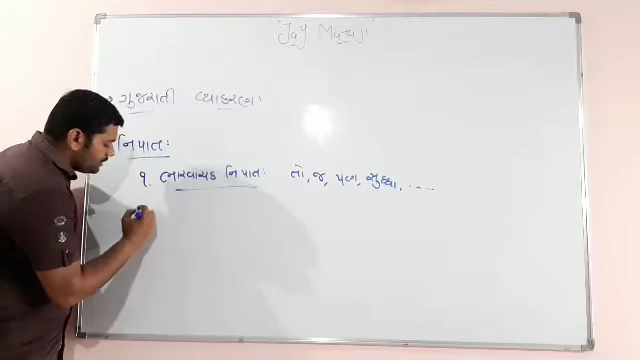 "Jay Mataji"
ગુજરાતી વ્યાકરણ:
નિપાત:
૧. ભારવાચક નિપાત: તો, જ, પણ, સુદ્ધા, ----